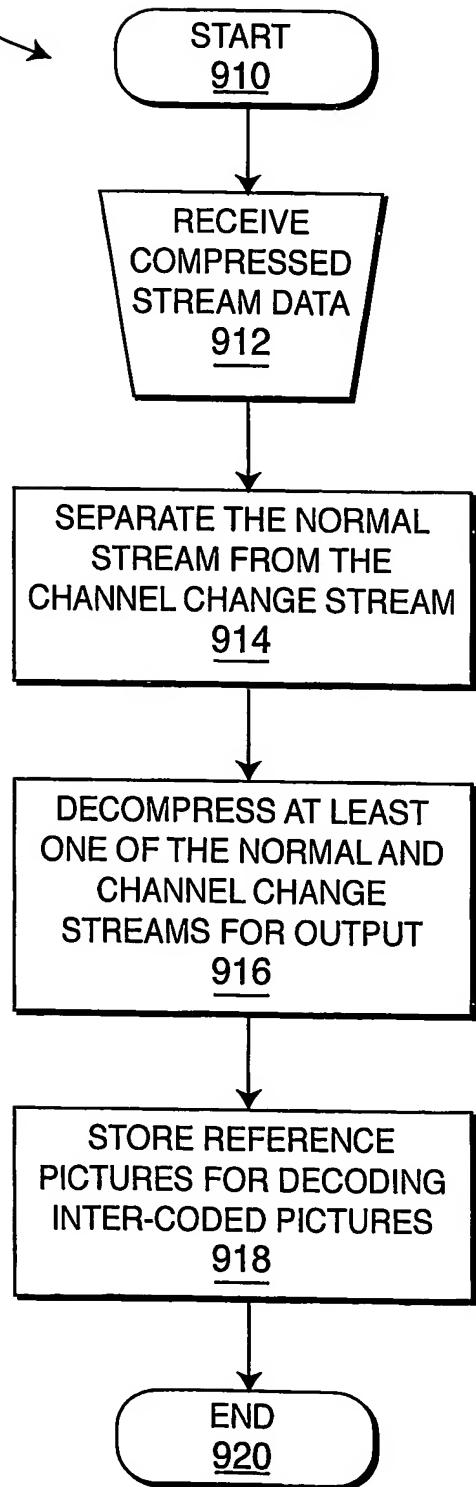 START
910
RECEIVE
COMPRESSED
STREAM DATA
912
SEPARATE THE NORMAL
STREAM FROM THE
CHANNEL CHANGE STREAM
914
DECOMPRESS AT LEAST
ONE OF THE NORMAL AND
CHANNEL CHANGE
STREAMS FOR OUTPUT
916
STORE REFERENCE
PICTURES FOR DECODING
INTER-CODED PICTURES
918
END
920